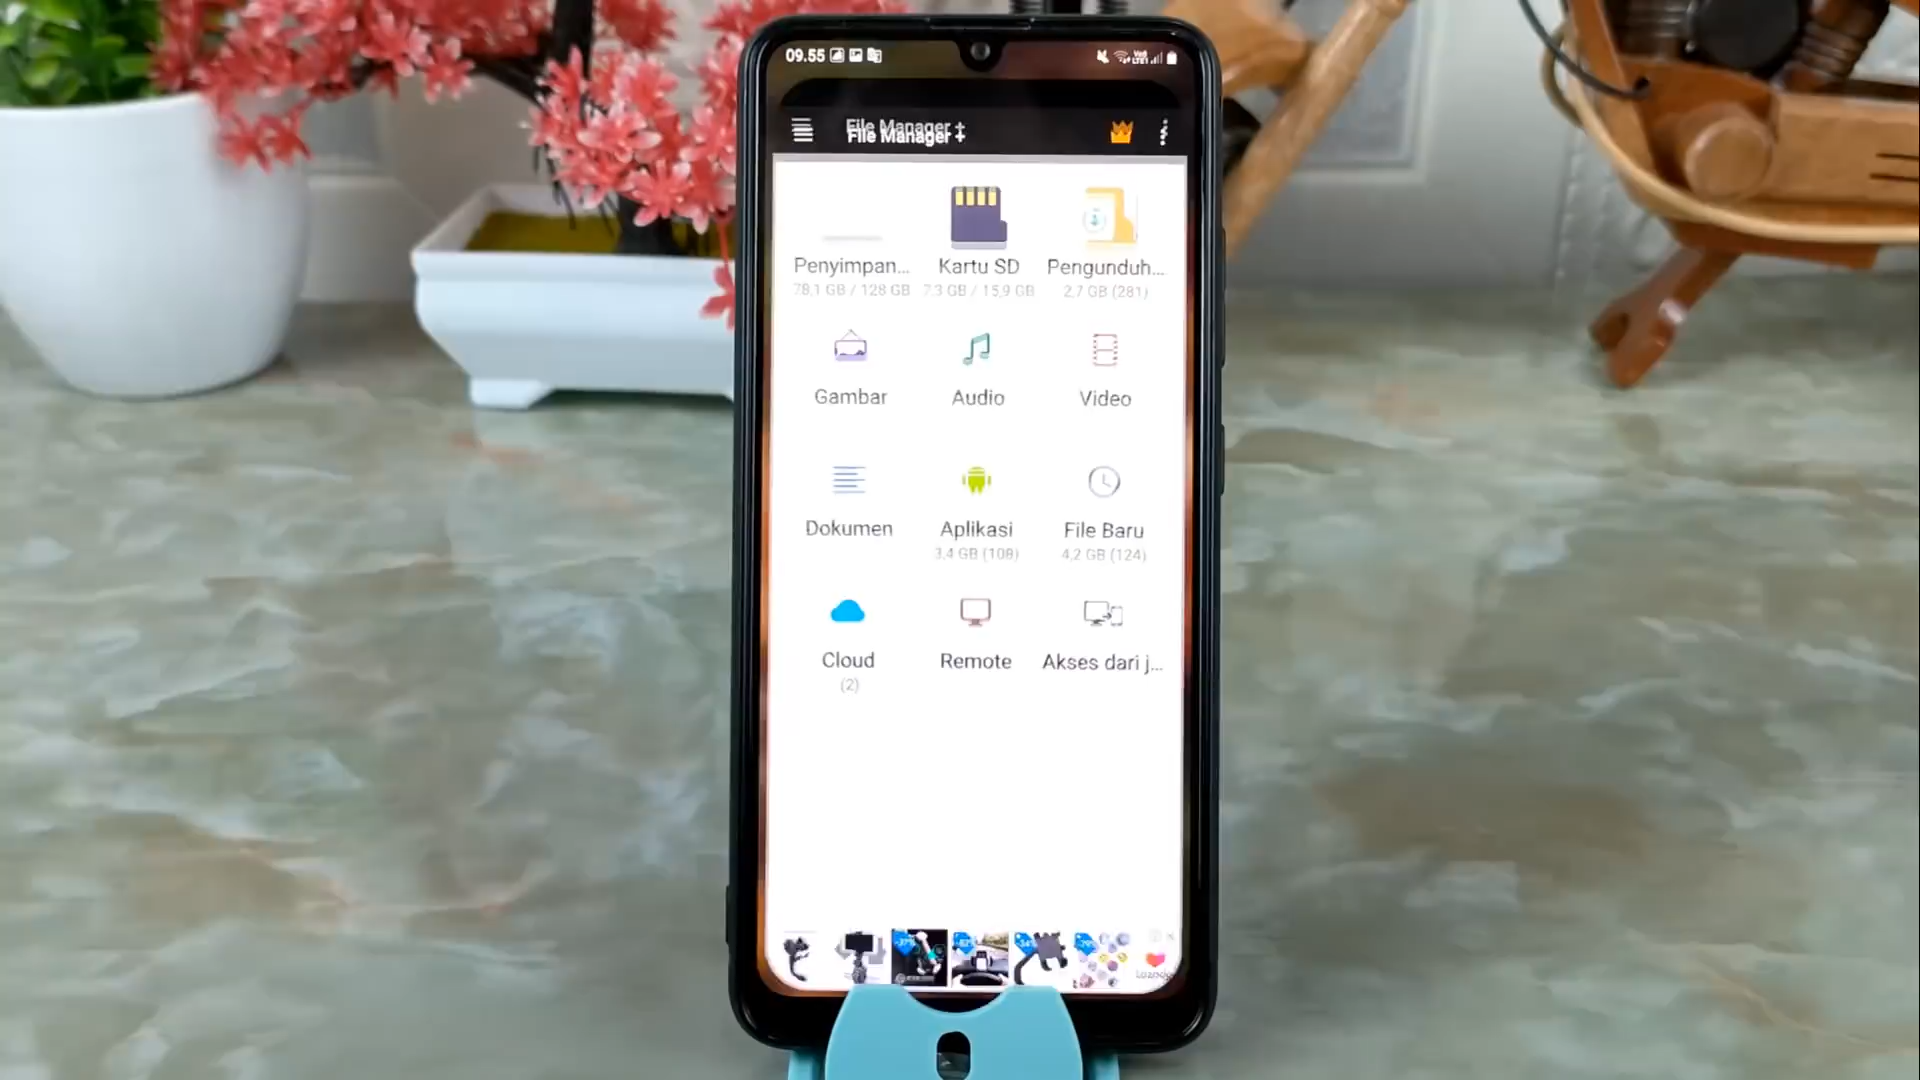 09.55
File Manager +
Penyimpan...
Kartu SD
Pengunduh...
78,1 GB / 128 GB
7,3 GB / 15,9 GB
2,7 GB (281)
Gambar
Audio
Video
Dokumen
Aplikasi
File Baru
3,4 GB (108)
4,2 GB (124)
Cloud
Remote
Akses dari j...
(2)
-37%